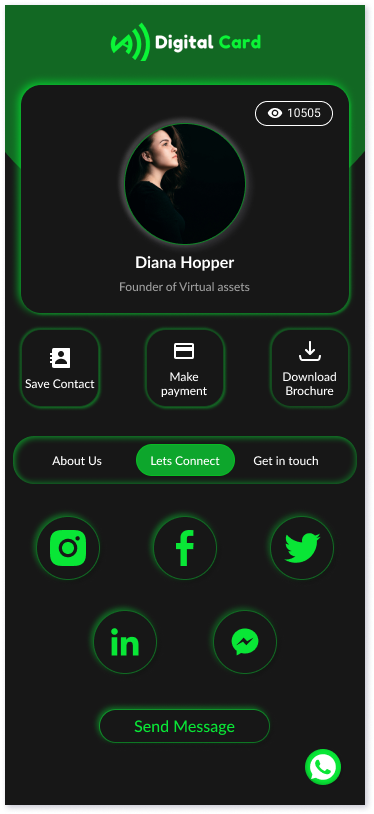 Digital Card
10505
Diana Hopper
Founder of Virtual assets
Save Contact
Make
payment
Download
Brochure
About Us
Lets Connect
Get in touch
in
Send Message